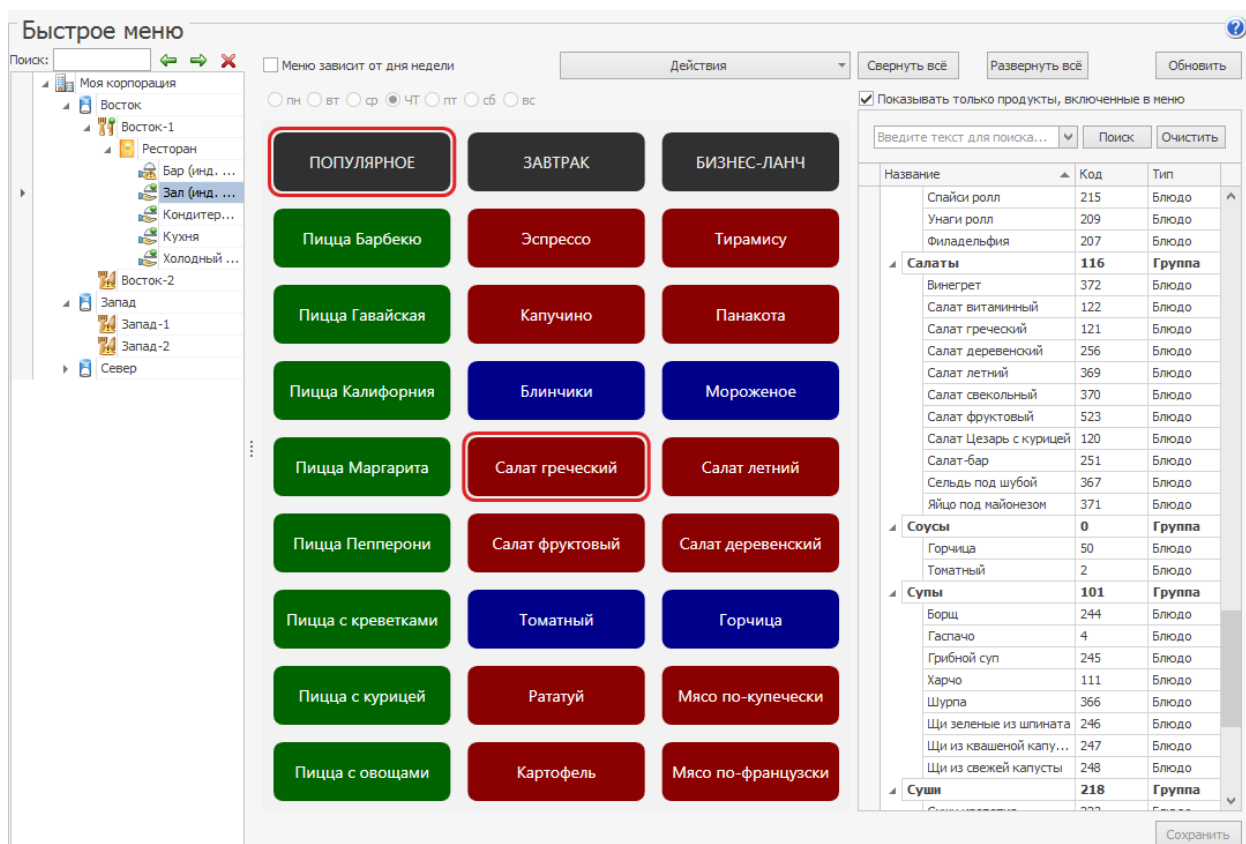 Быстрое меню
Поиск:
Моя корпорация
Восток
Восток-1
Ресторан
Бар (инд. ...
Зал (инд. ...
Кондитер...
Кухня
Холодный ...
Восток-2
Запад
Запад-1
Запад-2
Север
Меню зависит от дня недели
Действия
пн вт ср ЧТ пт сб вс
ПОПУЛЯРНОЕ ЗАВТРАК БИЗНЕС-ЛАНЧ
Пицца Барбекю Эспрессо Тирамису
Пицца Гавайская Капучино Панакота
Пицца Калифорния Блинчики Мороженое
Пицца Маргарита Салат греческий Салат летний
Пицца Пепперони Салат фруктовый Салат деревенский
Пицца с креветками Томатный Горчица
Пицца с курицей Рататуй Мясо по-купечески
Пицца с овощами Картофель Мясо по-французски
Свернуть всё Развернуть всё Обновить
Показывать только продукты, включенные в меню
Введите текст для поиска... Поиск Очистить
Название Код Тип
Спайси ролл 215 Блюдо
Унаги ролл 209 Блюдо
Филадельфия 207 Блюдо
Салаты 116 Группа
Винегрет 372 Блюдо
Салат витаминный 122 Блюдо
Салат греческий 121 Блюдо
Салат деревенский 256 Блюдо
Салат летний 369 Блюдо
Салат свекольный 370 Блюдо
Салат фруктовый 523 Блюдо
Салат Цезарь с курицей 120 Блюдо
Салат-бар 251 Блюдо
Сельдь под шубой 367 Блюдо
Яйцо под майонезом 371 Блюдо
Соусы 0 Группа
Горчица 50 Блюдо
Томатный 2 Блюдо
Супы 101 Группа
Борщ 244 Блюдо
Гаспачо 4 Блюдо
Грибной суп 245 Блюдо
Харчо 111 Блюдо
Шурпа 366 Блюдо
Щи зеленые из шпината 246 Блюдо
Щи из квашеной капу... 247 Блюдо
Щи из свежей капусты 248 Блюдо
Суши 218 Группа
Сохранить